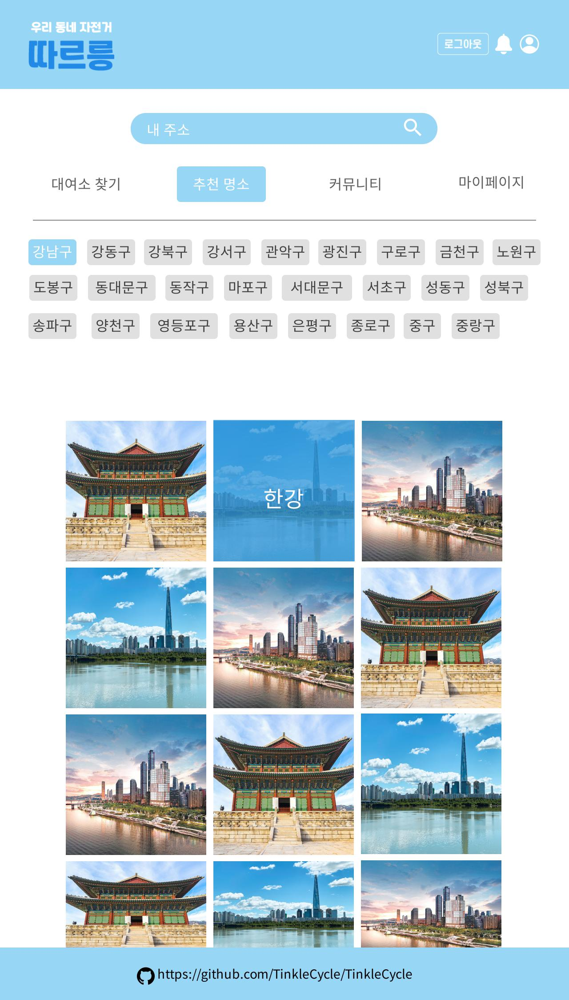 우리 동네 자전거
따르릉
로그아웃
내 주소
대여소 찾기 추천 명소 커뮤니티 마이페이지
강남구 강동구 강북구 강서구 관악구 광진구 구로구 금천구 노원구
도봉구 동대문구 동작구 마포구 서대문구 서초구 성동구 성북구
송파구 양천구 영등포구 용산구 은평구 종로구 중구 중랑구
한강
https://github.com/TinkleCycle/TinkleCycle